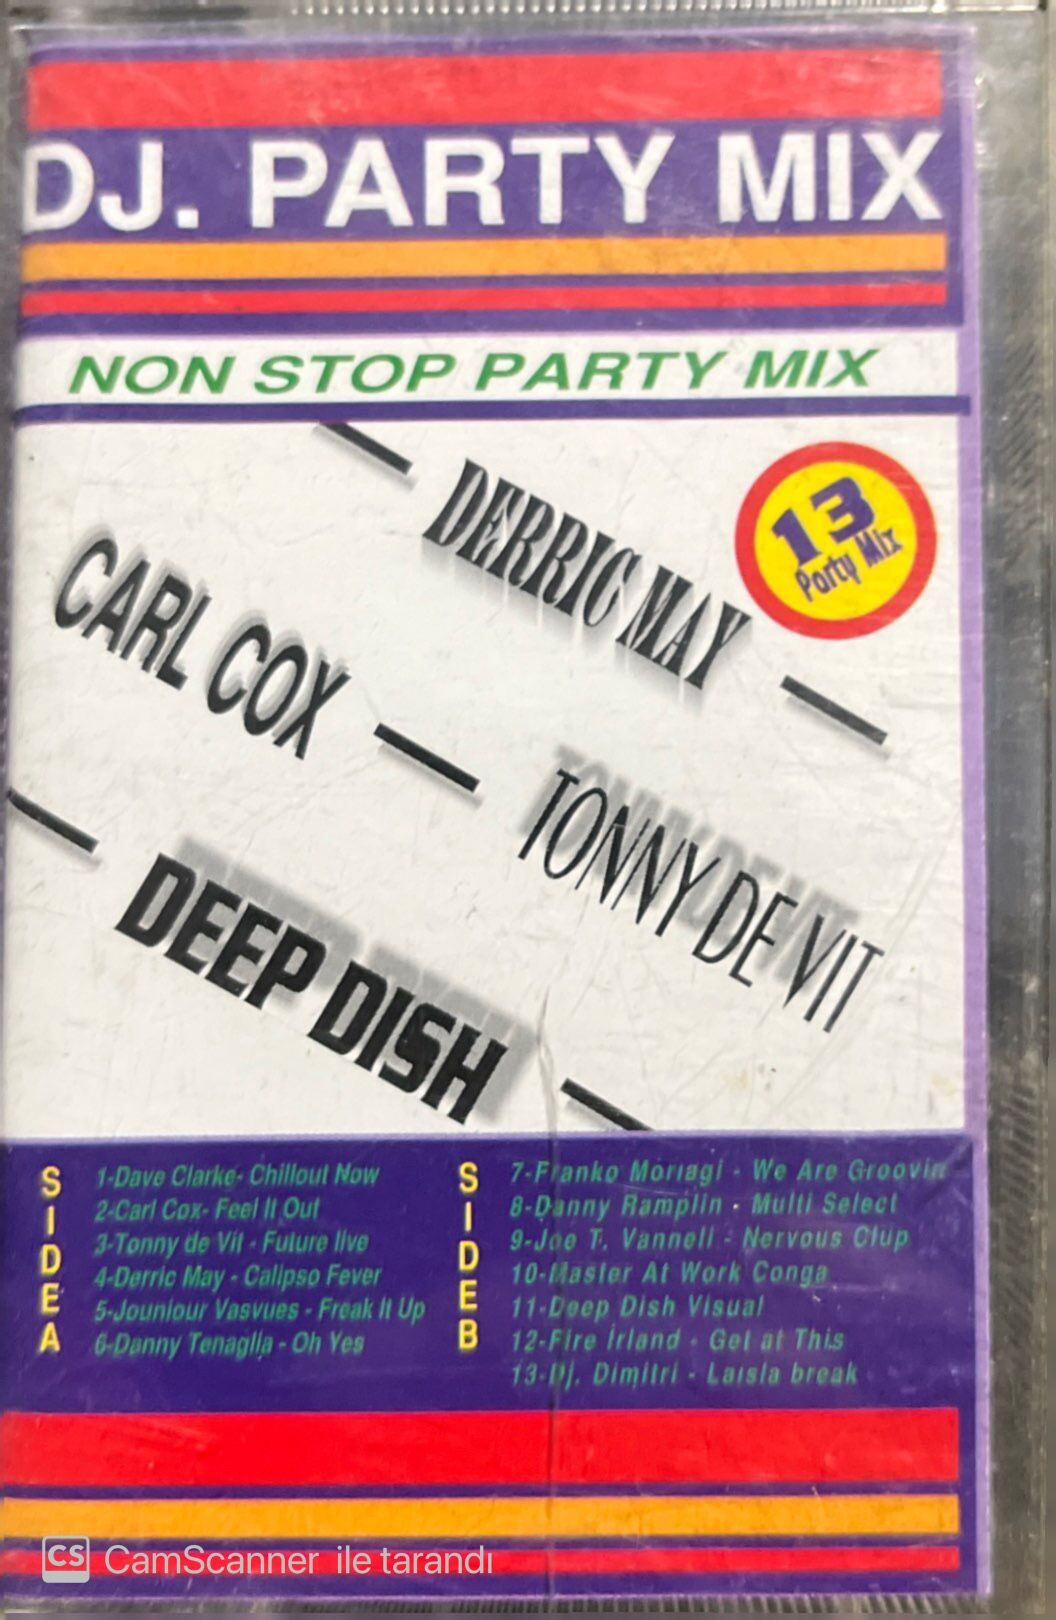 DJ. PARTY MIX
NON STOP PARTY MIX
DERRIC MAY
13
Party Mix
CARL COX
TONNY DE VIT
DEEP DISH
SIDE A
1-Dave Clarke- Chillout Now
2-Carl Cox- Feel It Out
3-Tonny de Vit - Future live
4-Derric May - Calipso Fever
5-Jouniour Vasvues - Freak It Up
6-Danny Tenaglia - Oh Yes
SIDE B
7-Franko Moriagi - We Are Groovin
8-Danny Ramplin - Multi Select
9-Joe T. Vanneli - Nervous Clup
10-Master At Work Conga
11-Deep Dish Visual
12-Fire İrland - Get at This
13-Dj. Dimitri - Laisla break
CS CamScanner ile tarandı